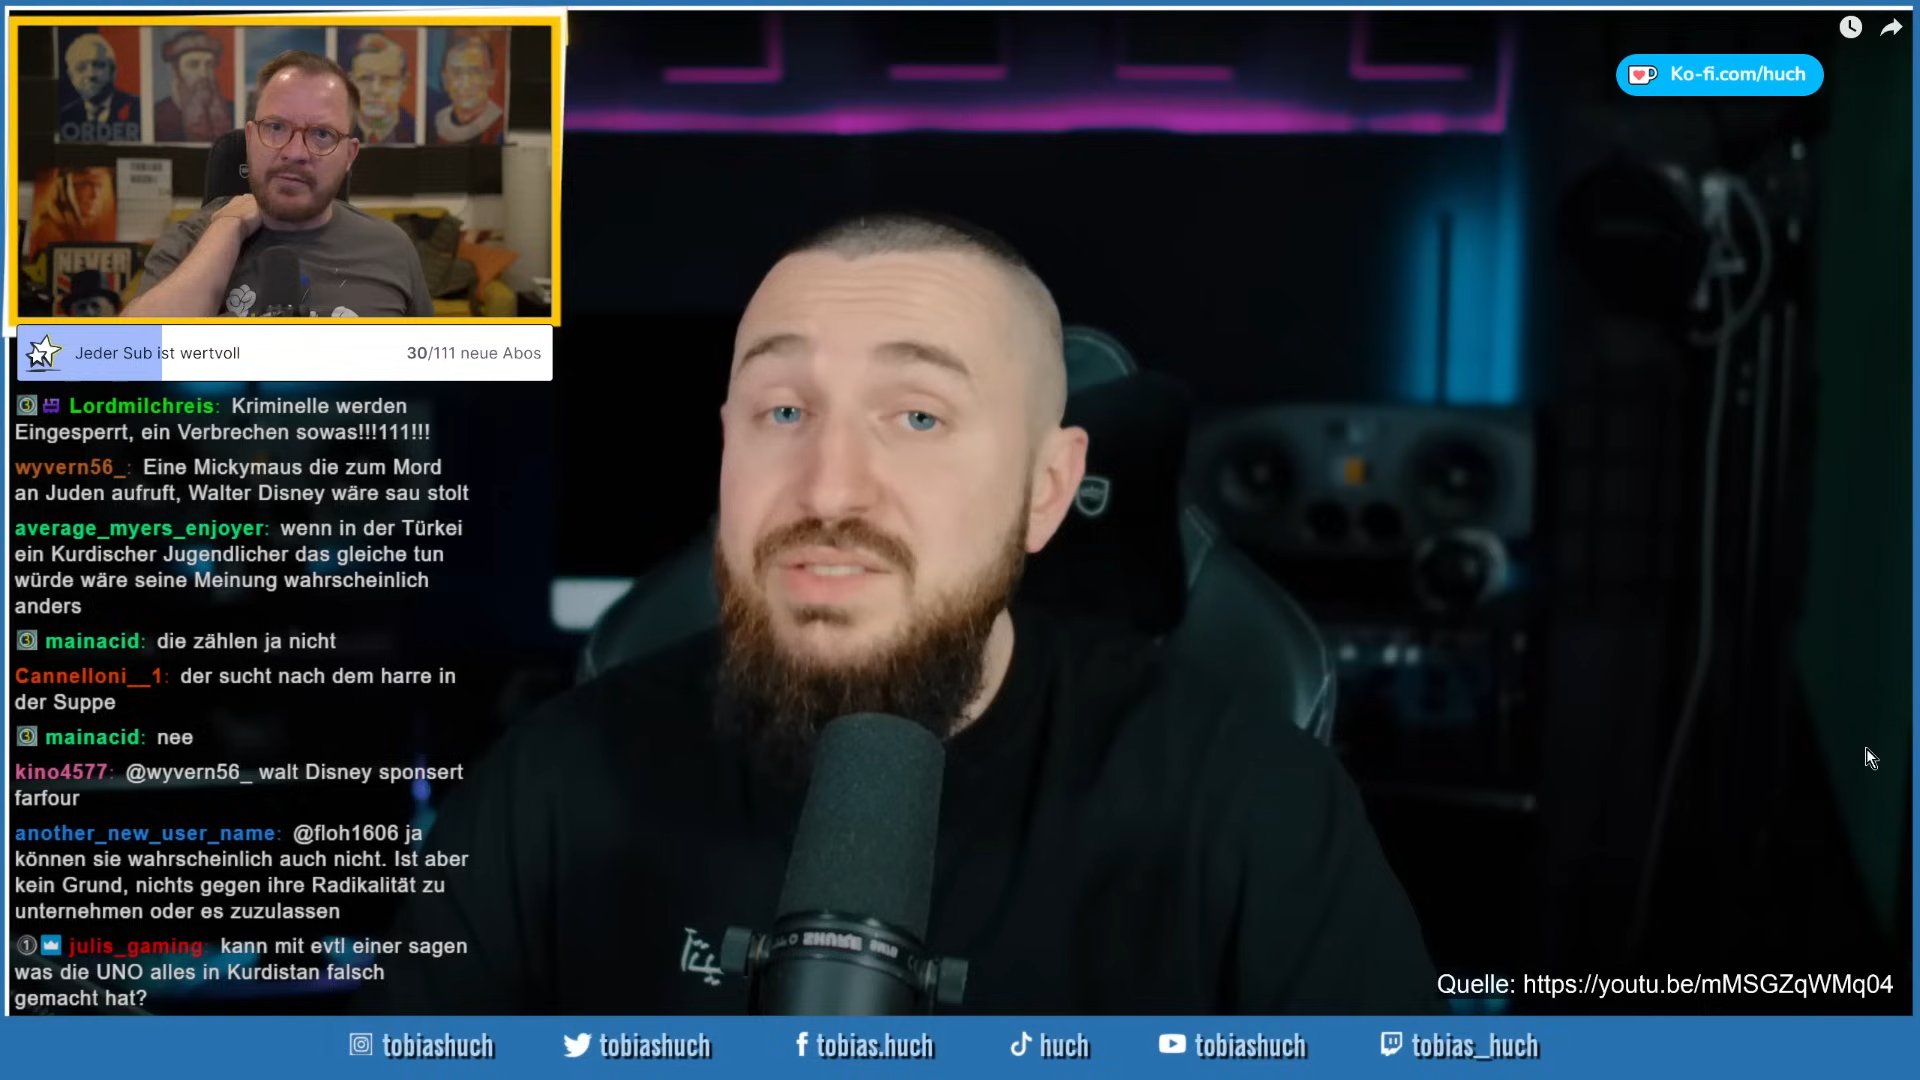 Ko-fi.com/huch
ORDER
NEVER
Jeder Sub ist wertvoll
30/111 neue Abos
Lordmilchreis: Kriminelle werden
Eingesperrt, ein Verbrechen sowas!!!111!!!
wyvern56_: Eine Mickymaus die zum Mord
an Juden aufruft, Walter Disney wäre sau stolt
average_myers_enjoyer: wenn in der Türkei
ein Kurdischer Jugendlicher das gleiche tun
würde wäre seine Meinung wahrscheinlich
anders
mainacid: die zählen ja nicht
Cannelloni__1: der sucht nach dem harre in
der Suppe
mainacid: nee
kino4577: @wyvern56_ walt Disney sponsert
farfour
another_new_user_name: @floh1606 ja
können sie wahrscheinlich auch nicht. Ist aber
kein Grund, nichts gegen ihre Radikalität zu
unternehmen oder es zuzulassen
julis_gaming: kann mit evtl einer sagen
was die UNO alles in Kurdistan falsch
gemacht hat?
SHURE
Quelle: https://youtu.be/mMSGZqWMq04
tobiashuch
tobiashuch
tobias.huch
huch
tobiashuch
tobias_huch